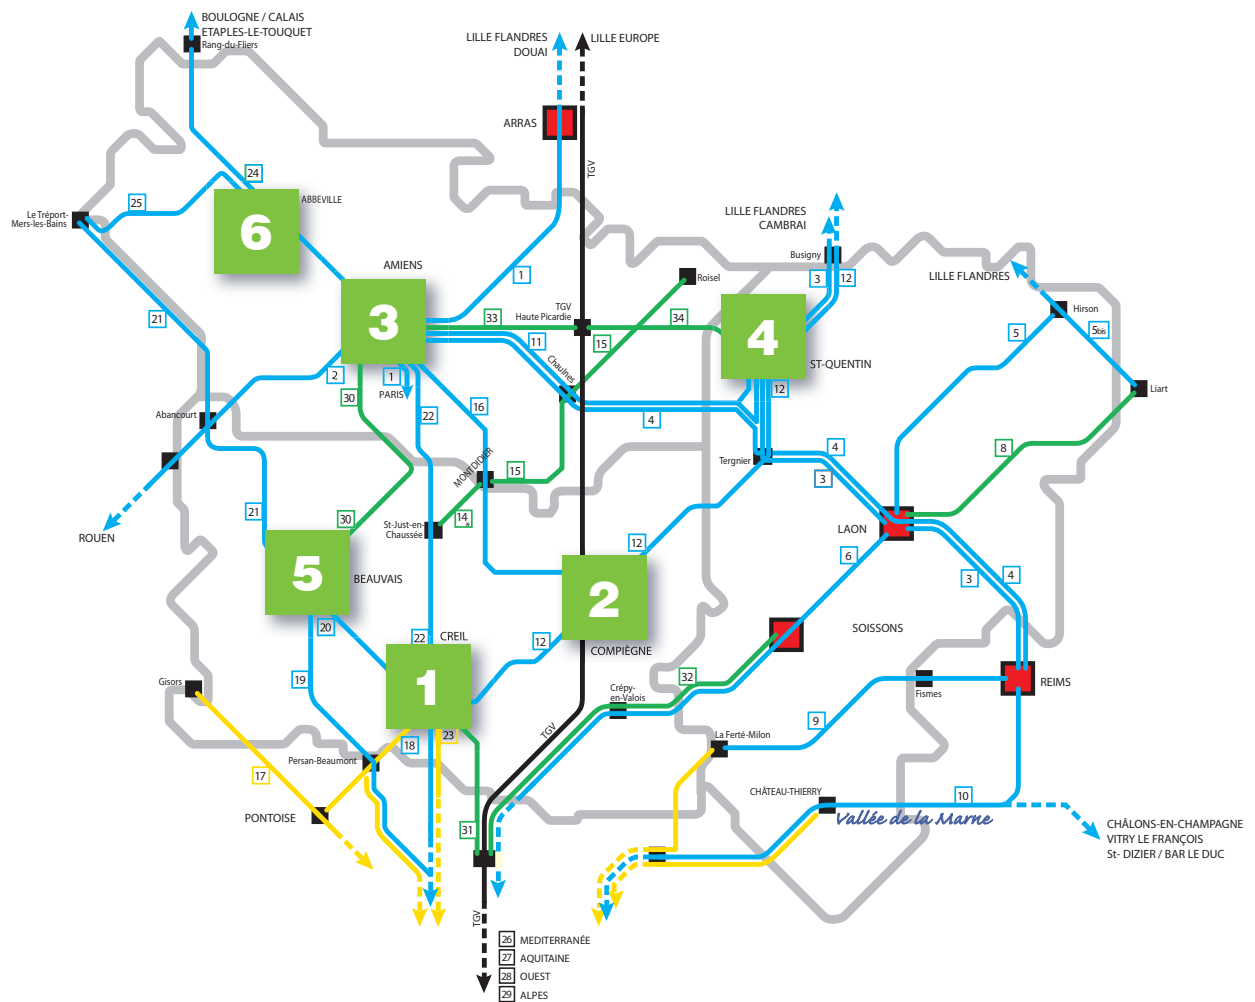 BOULOGNE / CALAIS
ETAPLES-LE-TOUQUET
Rang-du-Fliers
LILLE FLANDRES
DOUAI
LILLE EUROPE
ARRAS
TGV
24
ABBEVILLE
25
Le Tréport-
Mers-les-Bains
6
LILLE FLANDRES
CAMBRAI
Busigny
3
12
LILLE FLANDRES
Hirson
AMIENS
1
Roisel
TGV
Haute Picardie
3
33
34
15
11
4
ST-QUENTIN
5
5bis
21
2
1
PARIS
22
16
Chaulnes
12
Liart
30
4
Abancourt
MONTDIDIER
15
Tergnier
4
3
8
21
30
St-Just-en-
Chaussée
14*
LAON
ROUEN
12
6
5
BEAUVAIS
2
3
4
20
22
CREIL
12
COMPIÈGNE
SOISSONS
19
1
32
Crépy-
en-Valois
Gisors
Fismes
REIMS
18
23
TGV
La Ferté-Milon
9
17
Persan-Beaumont
CHÂTEAU-THIERRY
10
PONTOISE
31
Vallée de la Marne
CHÂLONS-EN-CHAMPAGNE
VITRY LE FRANÇOIS
St- DIZIER / BAR LE DUC
TGV
26 MEDITERRANÉE
27 AQUITAINE
28 OUEST
29 ALPES